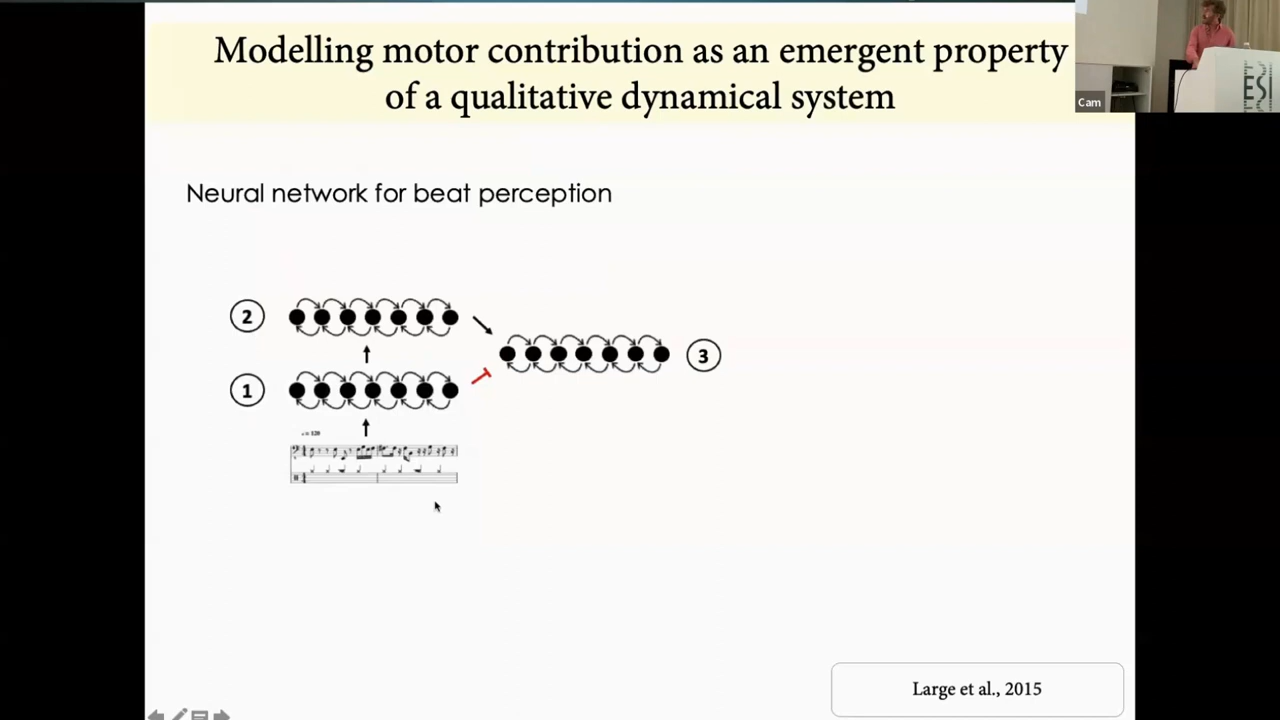 Modelling motor contribution as an emergent property
of a qualitative dynamical system
Cam
ESI
Neural network for beat perception
2
3
1
Large et al., 2015